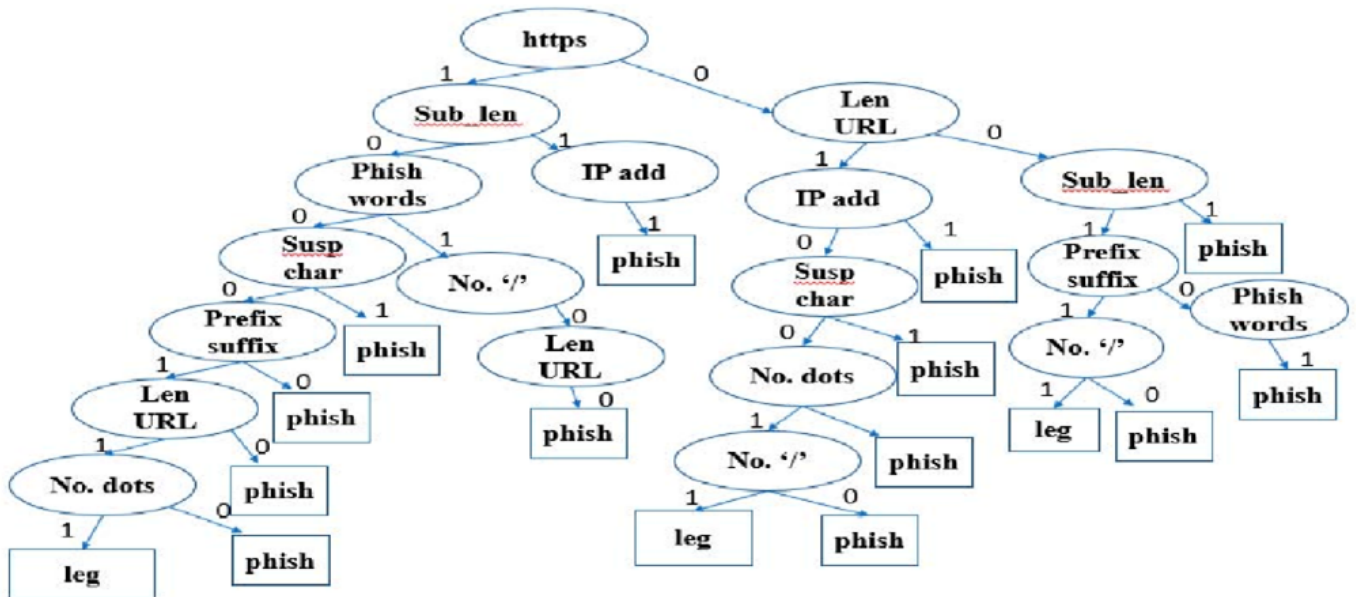 https
1
0
Sub_len
Len
URL
0
1
1
0
Phish
words
IP add
IP add
Sub_len
0
1
1
0
1
1
1
Susp
char
No. ‘/’
phish
Susp
char
phish
Prefix
suffix
phish
0
1
0
0
1
1
0
Prefix
suffix
phish
Len
URL
No. dots
phish
No. ‘/’
Phish
words
1
0
0
1
1
0
1
Len
URL
phish
phish
No. ‘/’
phish
leg
phish
phish
1
0
1
0
No. dots
phish
leg
phish
1
0
leg
phish